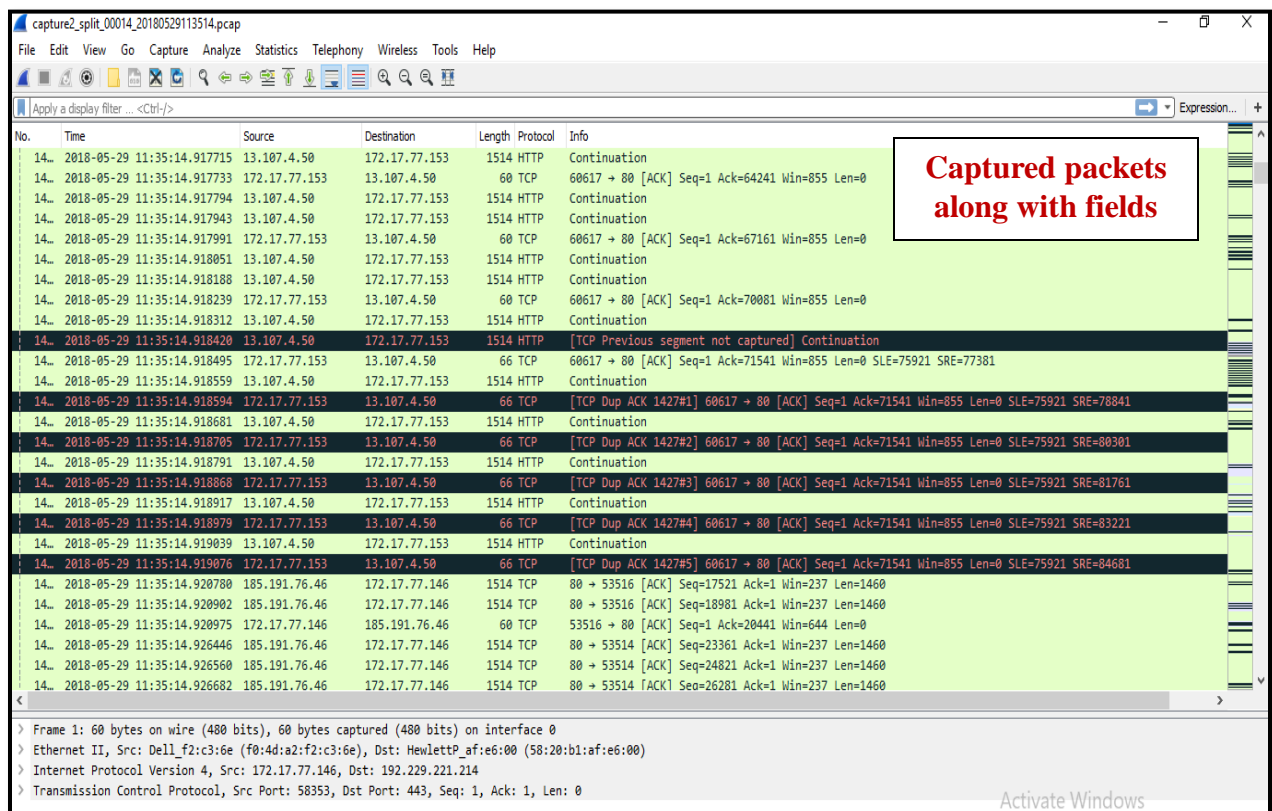 capture2_split_00014_20180529113514.pcap
File Edit View Go Capture Analyze Statistics Telephony Wireless Tools Help
Apply a display filter ... <Ctrl-/> Expression... +
No. Time Source Destination Length Protocol Info
14... 2018-05-29 11:35:14.917715 13.107.4.50 172.17.77.153 1514 HTTP Continuation
14... 2018-05-29 11:35:14.917733 172.17.77.153 13.107.4.50 60 TCP 60617 → 80 [ACK] Seq=1 Ack=64241 Win=855 Len=0
14... 2018-05-29 11:35:14.917794 13.107.4.50 172.17.77.153 1514 HTTP Continuation
14... 2018-05-29 11:35:14.917943 13.107.4.50 172.17.77.153 1514 HTTP Continuation
14... 2018-05-29 11:35:14.917991 172.17.77.153 13.107.4.50 60 TCP 60617 → 80 [ACK] Seq=1 Ack=67161 Win=855 Len=0
14... 2018-05-29 11:35:14.918051 13.107.4.50 172.17.77.153 1514 HTTP Continuation
14... 2018-05-29 11:35:14.918188 13.107.4.50 172.17.77.153 1514 HTTP Continuation
14... 2018-05-29 11:35:14.918239 172.17.77.153 13.107.4.50 60 TCP 60617 → 80 [ACK] Seq=1 Ack=70081 Win=855 Len=0
14... 2018-05-29 11:35:14.918312 13.107.4.50 172.17.77.153 1514 HTTP Continuation
14... 2018-05-29 11:35:14.918420 13.107.4.50 172.17.77.153 1514 HTTP [TCP Previous segment not captured] Continuation
14... 2018-05-29 11:35:14.918495 172.17.77.153 13.107.4.50 66 TCP 60617 → 80 [ACK] Seq=1 Ack=71541 Win=855 Len=0 SLE=75921 SRE=77381
14... 2018-05-29 11:35:14.918559 13.107.4.50 172.17.77.153 1514 HTTP Continuation
14... 2018-05-29 11:35:14.918594 172.17.77.153 13.107.4.50 66 TCP [TCP Dup ACK 1427#1] 60617 → 80 [ACK] Seq=1 Ack=71541 Win=855 Len=0 SLE=75921 SRE=78841
14... 2018-05-29 11:35:14.918681 13.107.4.50 172.17.77.153 1514 HTTP Continuation
14... 2018-05-29 11:35:14.918705 172.17.77.153 13.107.4.50 66 TCP [TCP Dup ACK 1427#2] 60617 → 80 [ACK] Seq=1 Ack=71541 Win=855 Len=0 SLE=75921 SRE=80301
14... 2018-05-29 11:35:14.918791 13.107.4.50 172.17.77.153 1514 HTTP Continuation
14... 2018-05-29 11:35:14.918868 172.17.77.153 13.107.4.50 66 TCP [TCP Dup ACK 1427#3] 60617 → 80 [ACK] Seq=1 Ack=71541 Win=855 Len=0 SLE=75921 SRE=81761
14... 2018-05-29 11:35:14.918917 13.107.4.50 172.17.77.153 1514 HTTP Continuation
14... 2018-05-29 11:35:14.918979 172.17.77.153 13.107.4.50 66 TCP [TCP Dup ACK 1427#4] 60617 → 80 [ACK] Seq=1 Ack=71541 Win=855 Len=0 SLE=75921 SRE=83221
14... 2018-05-29 11:35:14.919039 13.107.4.50 172.17.77.153 1514 HTTP Continuation
14... 2018-05-29 11:35:14.919076 172.17.77.153 13.107.4.50 66 TCP [TCP Dup ACK 1427#5] 60617 → 80 [ACK] Seq=1 Ack=71541 Win=855 Len=0 SLE=75921 SRE=84681
14... 2018-05-29 11:35:14.920780 185.191.76.46 172.17.77.146 1514 TCP 80 → 53516 [ACK] Seq=17521 Ack=1 Win=237 Len=1460
14... 2018-05-29 11:35:14.920902 185.191.76.46 172.17.77.146 1514 TCP 80 → 53516 [ACK] Seq=18981 Ack=1 Win=237 Len=1460
14... 2018-05-29 11:35:14.920975 172.17.77.146 185.191.76.46 60 TCP 53516 → 80 [ACK] Seq=1 Ack=20441 Win=644 Len=0
14... 2018-05-29 11:35:14.926446 185.191.76.46 172.17.77.146 1514 TCP 80 → 53514 [ACK] Seq=23361 Ack=1 Win=237 Len=1460
14... 2018-05-29 11:35:14.926560 185.191.76.46 172.17.77.146 1514 TCP 80 → 53514 [ACK] Seq=24821 Ack=1 Win=237 Len=1460
14... 2018-05-29 11:35:14.926682 185.191.76.46 172.17.77.146 1514 TCP 80 → 53514 [ACK] Seq=26281 Ack=1 Win=237 Len=1460
Captured packets
along with fields
Frame 1: 60 bytes on wire (480 bits), 60 bytes captured (480 bits) on interface 0
Ethernet II, Src: Dell_f2:c3:6e (f0:4d:a2:f2:c3:6e), Dst: HewlettP_af:e6:00 (58:20:b1:af:e6:00)
Internet Protocol Version 4, Src: 172.17.77.146, Dst: 192.229.221.214
Transmission Control Protocol, Src Port: 58353, Dst Port: 443, Seq: 1, Ack: 1, Len: 0
Activate Windows